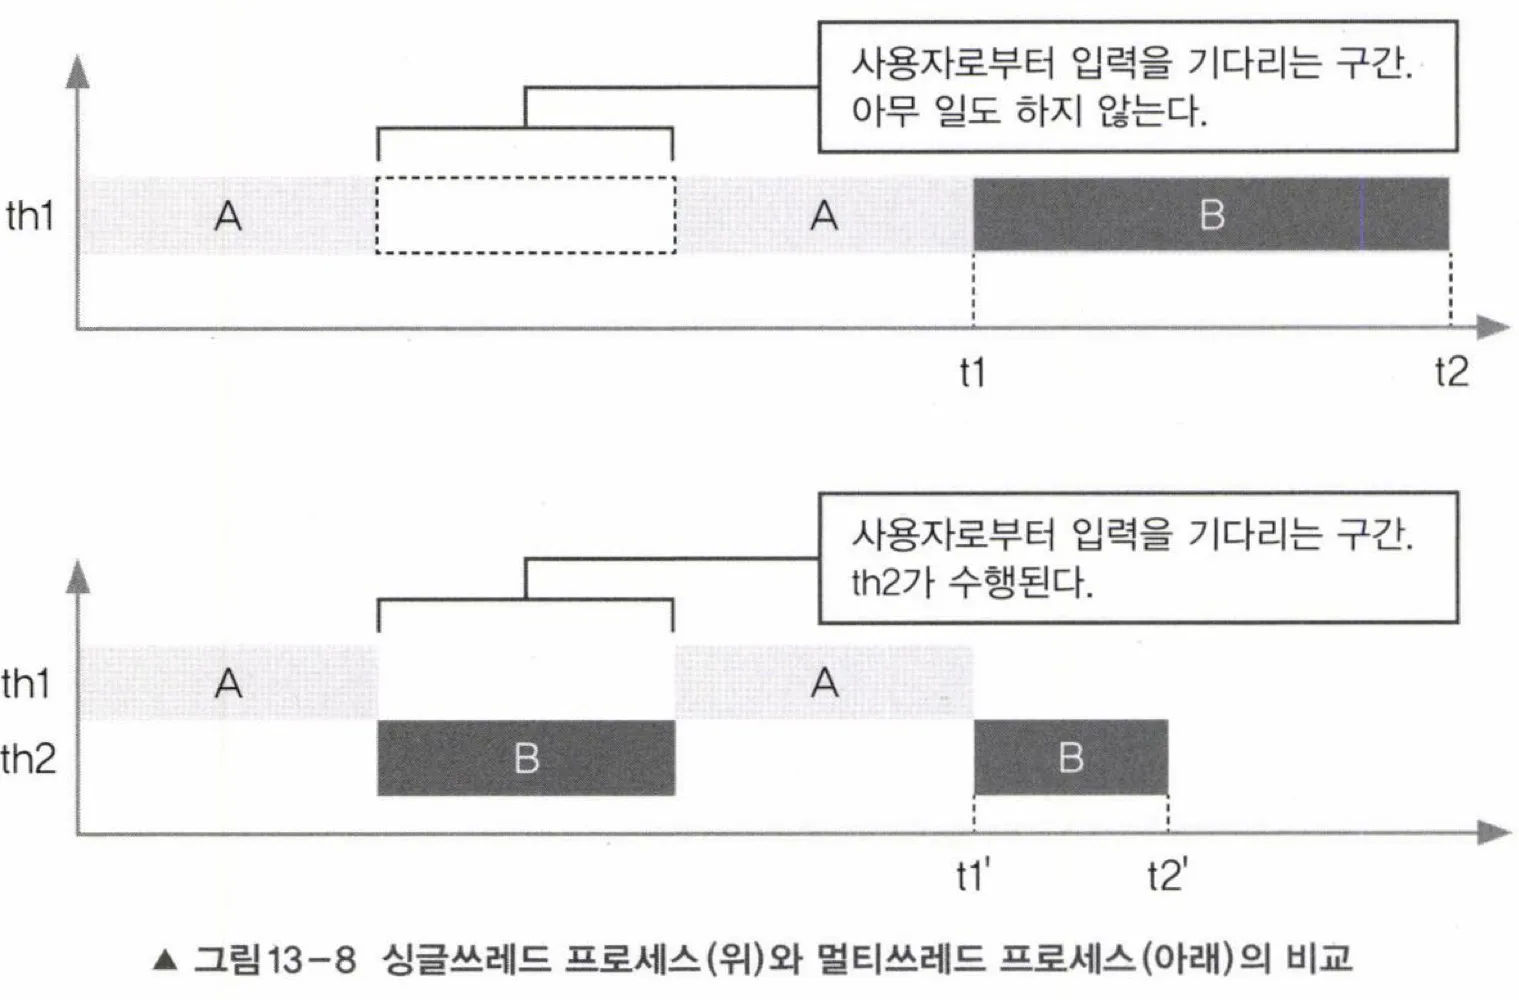 사용자로부터 입력을 기다리는 구간.
아무 일도 하지 않는다.
th1
A
A
B
t1
t2
사용자로부터 입력을 기다리는 구간.
th2가 수행된다.
th1
A
A
th2
B
B
t1'
t2'
▲ 그림13-8 싱글쓰레드 프로세스(위)와 멀티쓰레드 프로세스(아래)의 비교